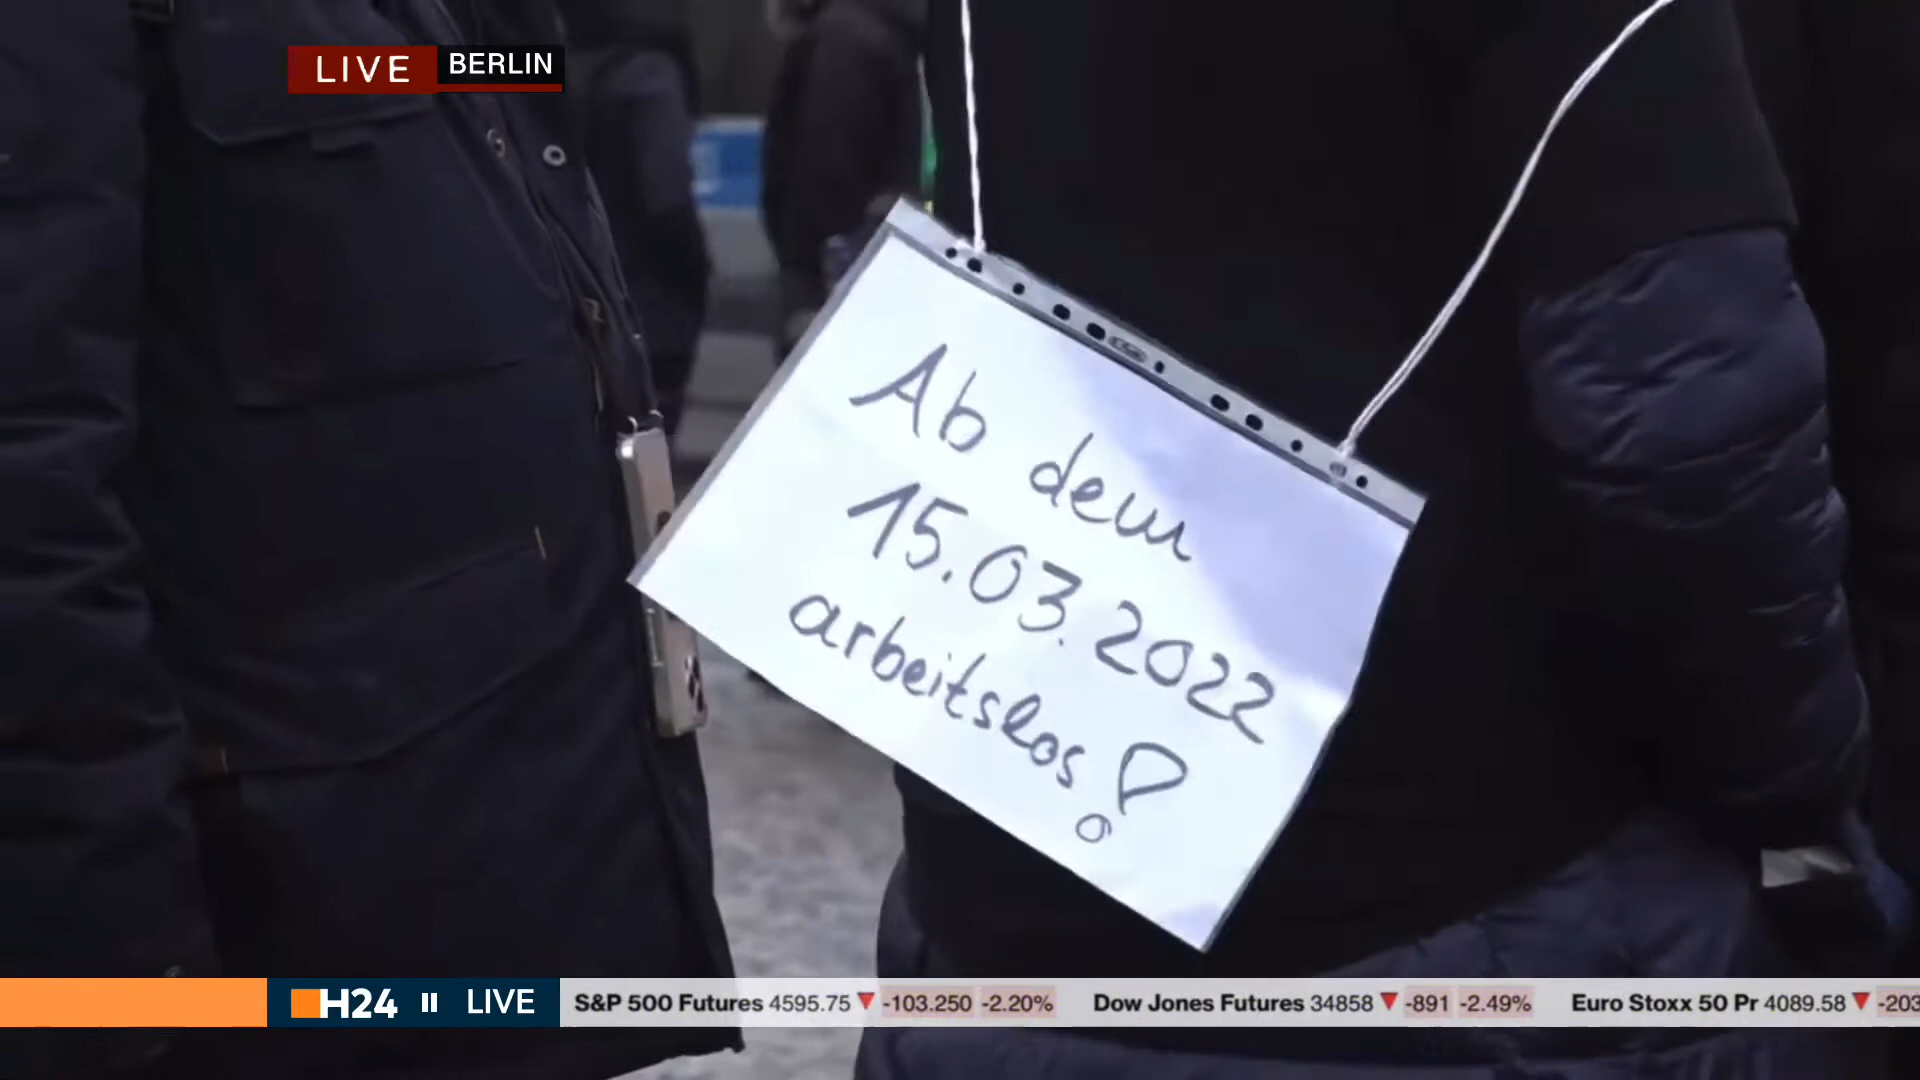 LIVE BERLIN
Ab dem
15.03.2022
arbeitslos!
H24 LIVE S&P 500 Futures 4595.75 ▼ -103.250 -2.20% Dow Jones Futures 34858 ▼ -891 -2.49% Euro Stoxx 50 Pr 4089.58 ▼ -203